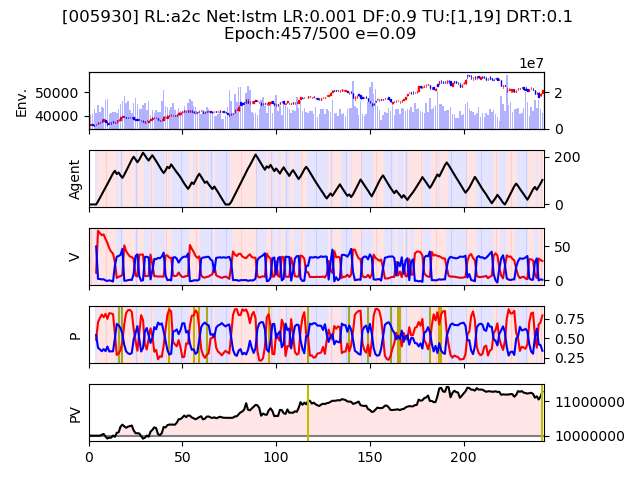 [005930] RL:a2c Net:lstm LR:0.001 DF:0.9 TU:[1,19] DRT:0.1
Epoch:457/500 e=0.09
1e7
Env.
50000
40000
2
0
Agent
200
0
V
50
0
P
0.75
0.50
0.25
PV
11000000
10000000
0 50 100 150 200